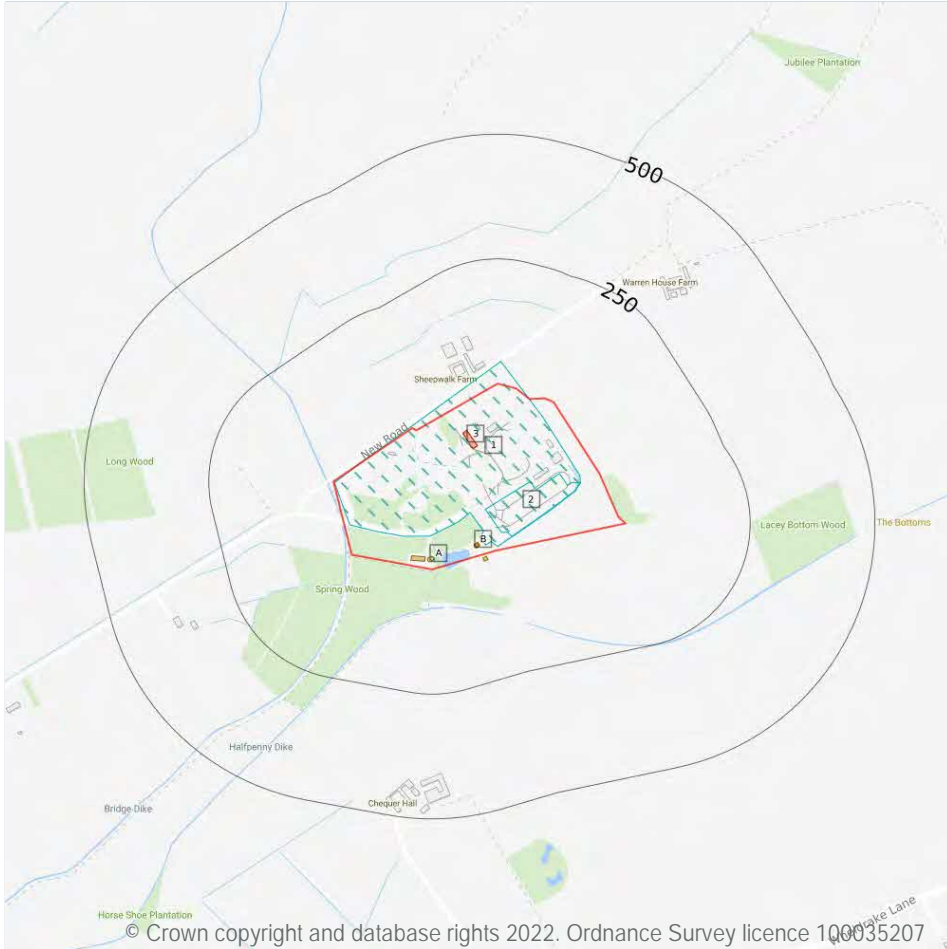 Jubilee Plantation
500
Warren House Farm
250
Sheepwalk Farm
New Road
3
1
Long Wood
2
Lacey Bottom Wood
The Bottoms
B
A
Spring Wood
Halfpenny Dike
Chequer Hall
Bridge Dike
Horse Shoe Plantation
Lane
© Crown copyright and database rights 2022. Ordnance Survey licence 100035207